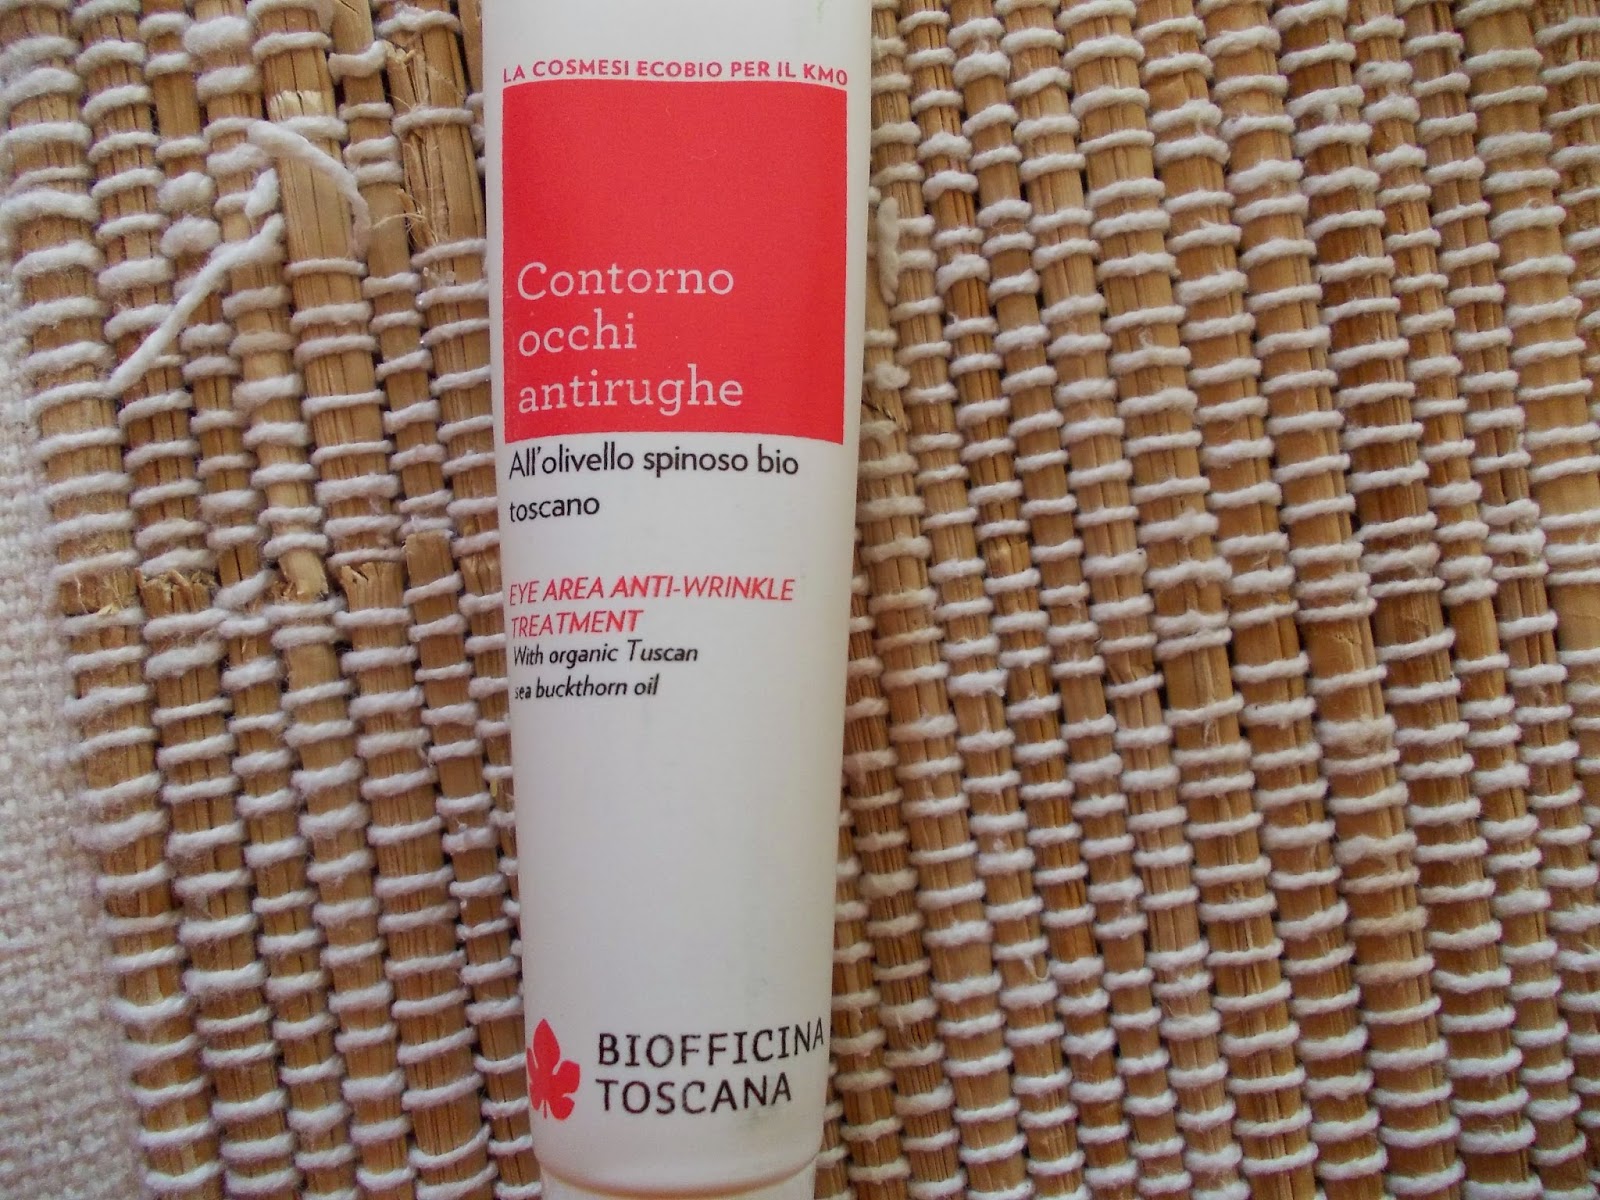 LA COSMESI ECOBIO PER IL KM0
Contorno
occhi
antirughe
All'olivello spinoso bio
toscano
EYE AREA ANTI-WRINKLE
TREATMENT
With organic Tuscan
sea buckthorn oil
BIOFFICINA
TOSCANA